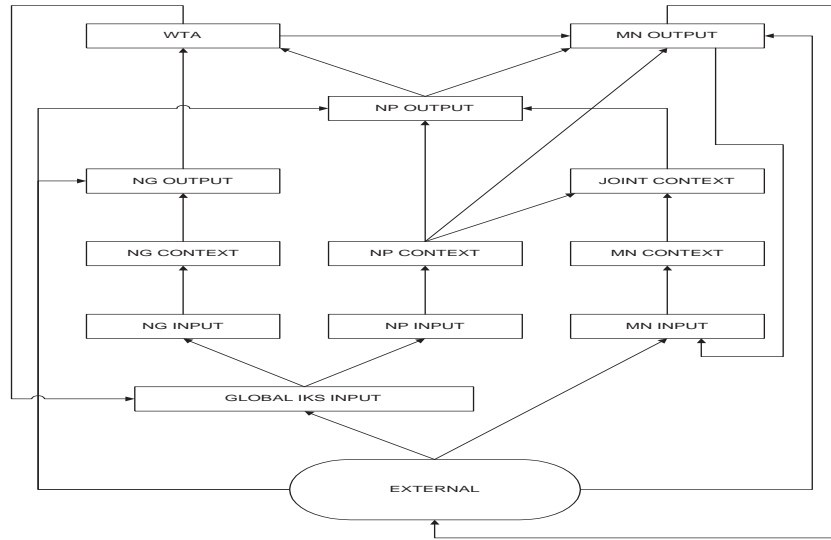 WTA
MN OUTPUT
NP OUTPUT
NG OUTPUT
JOINT CONTEXT
NG CONTEXT
NP CONTEXT
MN CONTEXT
NG INPUT
NP INPUT
MN INPUT
GLOBAL IKS INPUT
EXTERNAL